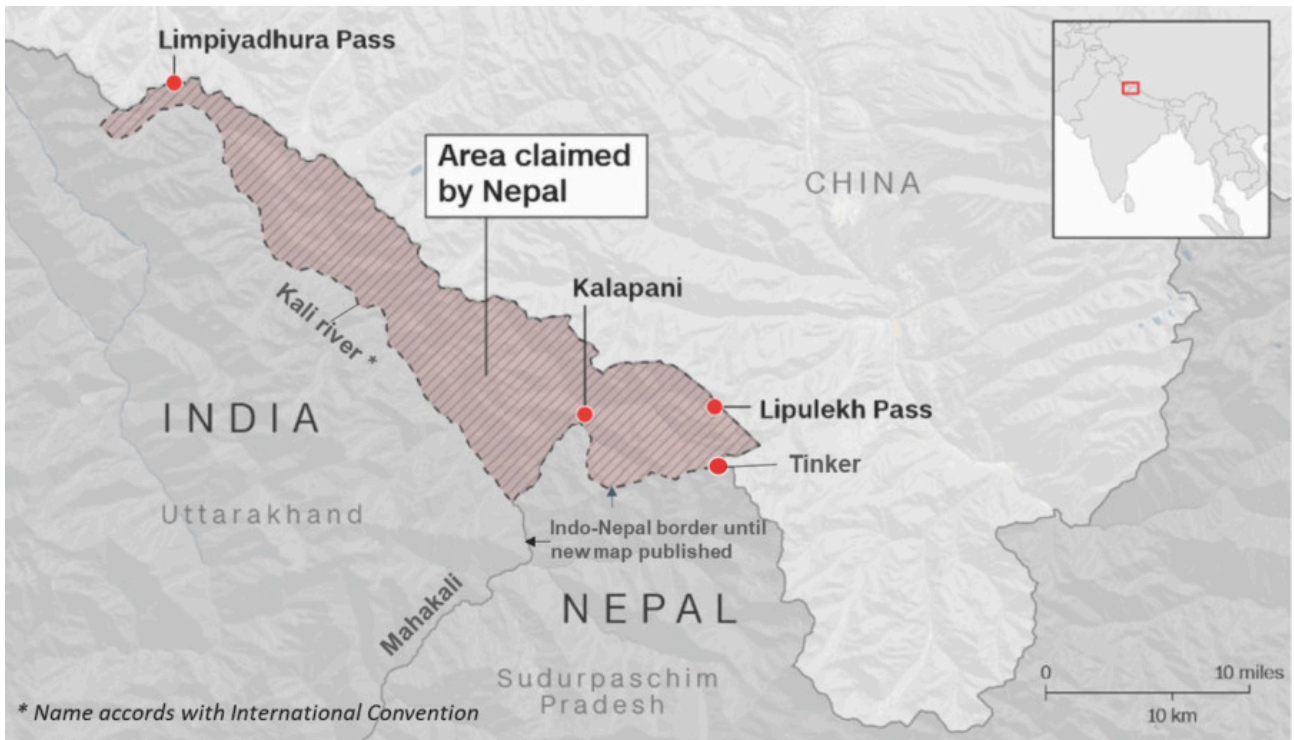 Limpiyadhura Pass
Area claimed
by Nepal
CHINA
Kalapani
Kali river *
INDIA
Lipulekh Pass
Tinker
Uttarakhand
Indo-Nepal border until
new map published
Mahakali
NEPAL
Sudurpaschim
Pradesh
0 10 miles
10 km
* Name accords with International Convention